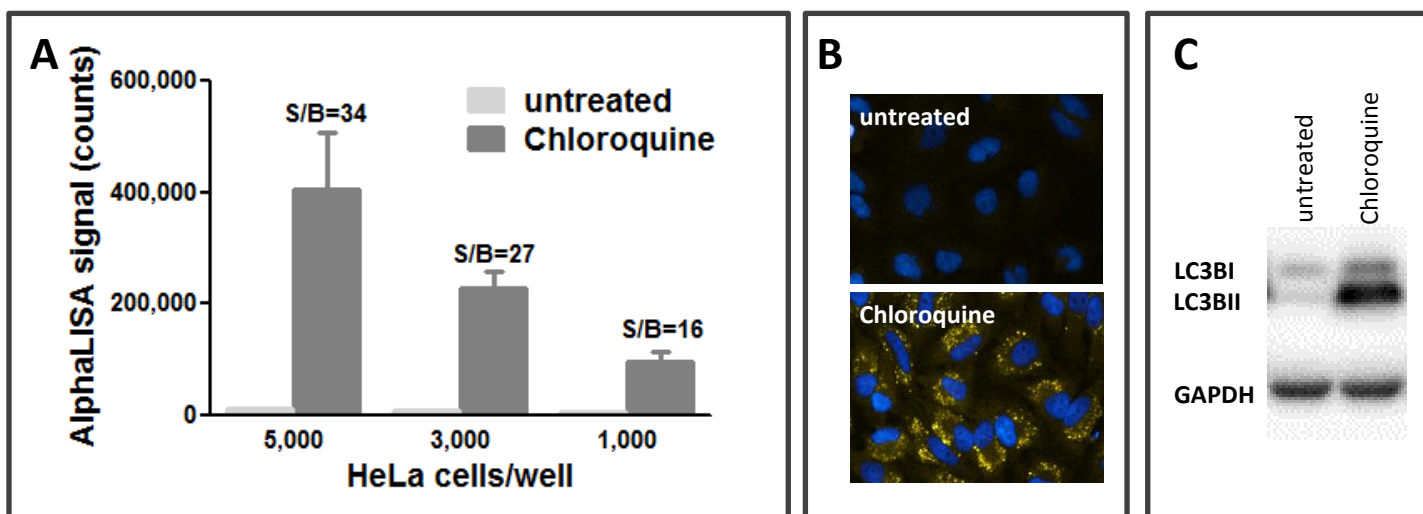 A
AlphaLISA signal (counts)
600,000
400,000
200,000
0
S/B=34
S/B=27
S/B=16
untreated
Chloroquine
5,000
3,000
1,000
HeLa cells/well
B
untreated
Chloroquine
C
untreated
Chloroquine
LC3BI
LC3BII
GAPDH